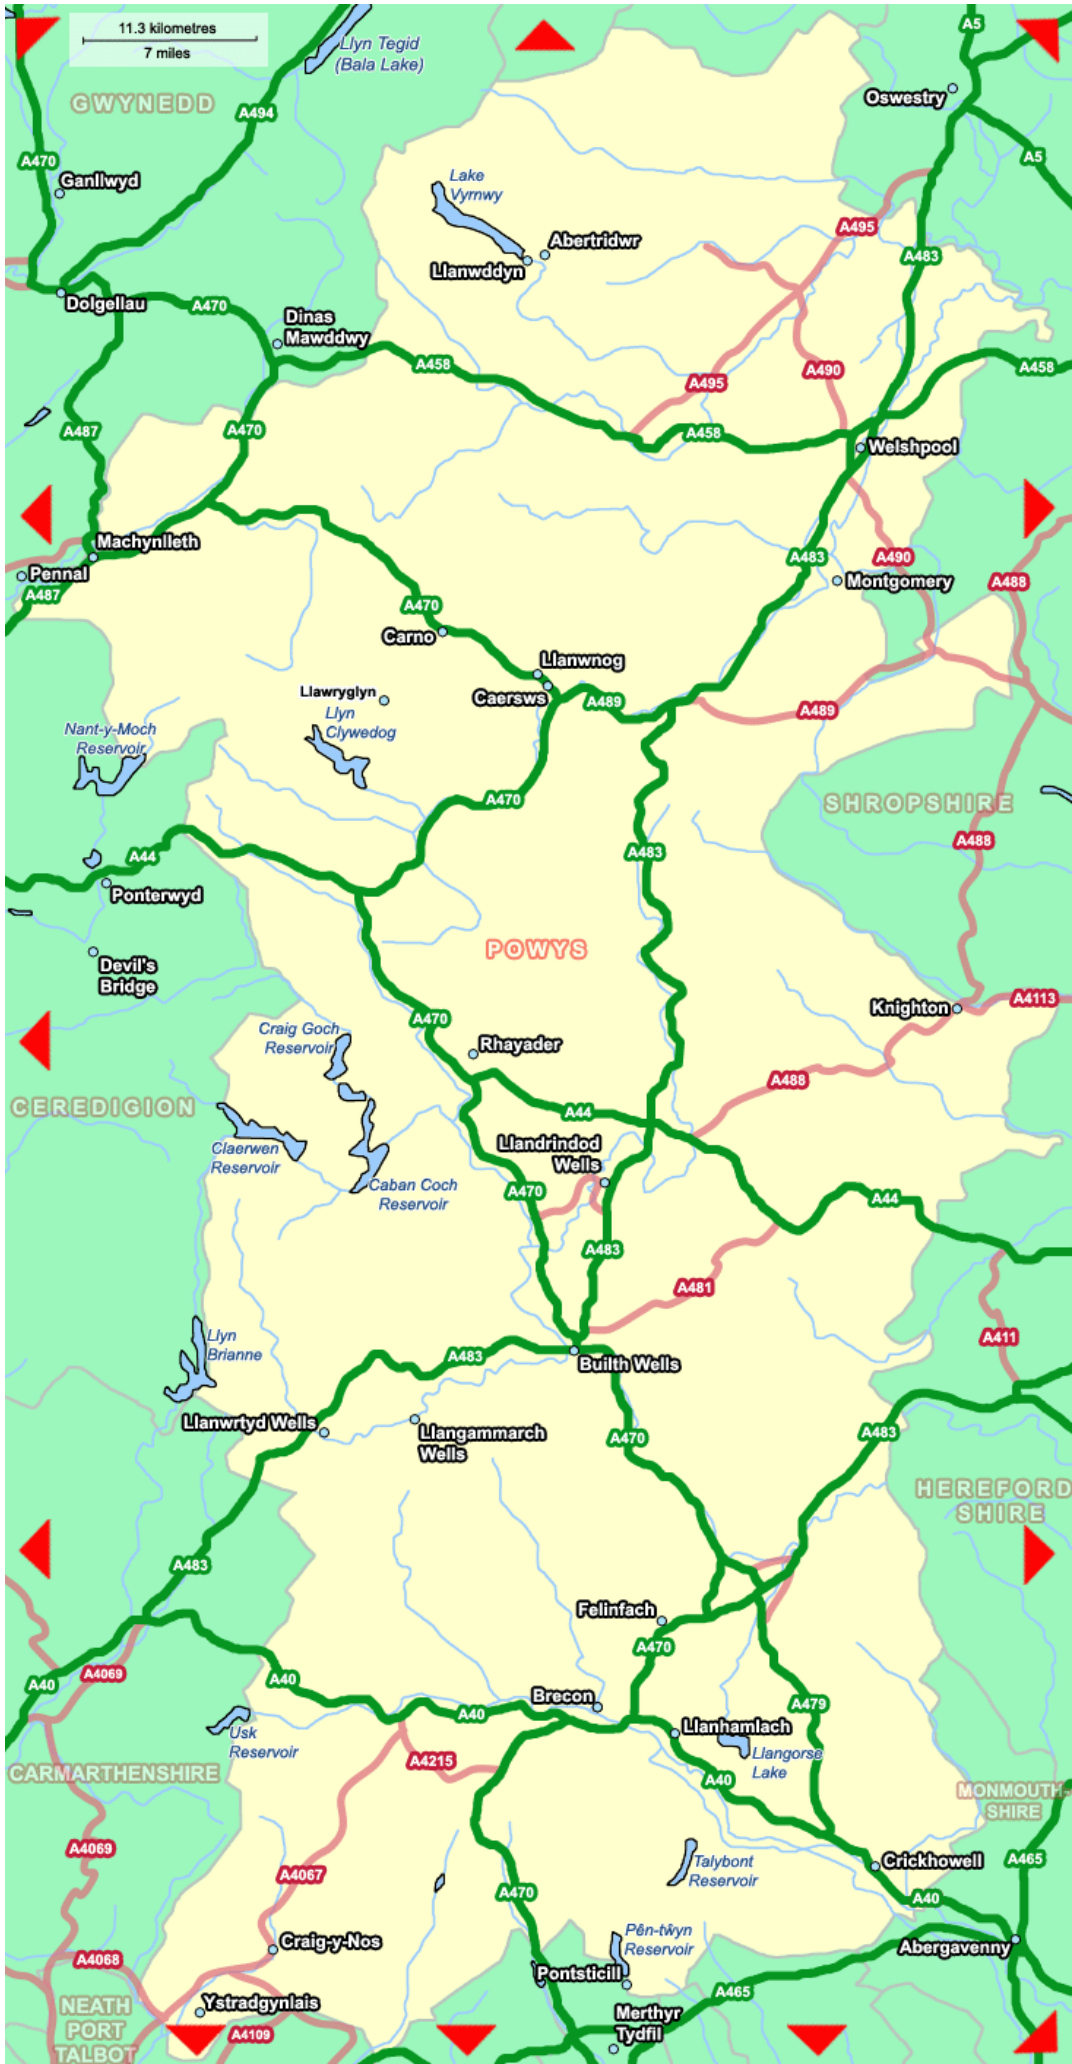 11.3 kilometres
7 miles
Llyn Tegid
(Bala Lake)
A5
Oswestry
GWYNEDD
A494
A470
Ganllwyd
A5
Lake
Vyrnwy
Abertridwr
Llanwddyn
A495
A483
Dolgellau
A470
Dinas
Mawddwy
A458
A495
A490
A458
A487
A470
A458
Welshpool
Machynlleth
Pennal
A487
A483
A490
Montgomery
A488
A470
Carno
Llanwnog
Caersws
A489
A489
Llawryglyn
Llyn
Clywedog
Nant-y-Moch
Reservoir
A470
SHROPSHIRE
A44
A483
A488
Ponterwyd
POWYS
Devil's
Bridge
Knighton
A4113
A470
Craig Goch
Reservoir
Rhayader
A488
CEREDIGION
A44
Claerwen
Reservoir
Llandrindod
Wells
Caban Coch
Reservoir
A470
A44
A483
A481
Llyn
Brianne
A483
Builth Wells
A411
Llanwrtyd Wells
Llangammarch
Wells
A470
A483
HEREFORD
SHIRE
A483
Felinfach
A470
A4069
A40
A40
Brecon
A40
A479
Usk
Reservoir
Llanhamlach
Llangorse
Lake
A4215
A40
CARMARTHENSHIRE
MONMOUTH-
SHIRE
A4069
A4067
Talybont
Reservoir
Crickhowell
A465
A470
A40
Craig-y-Nos
Pên-tŵyn
Reservoir
Abergavenny
A4068
Pontsticill
A465
NEATH
PORT
TALBOT
Ystradgynlais
A4109
Merthyr
Tydfil